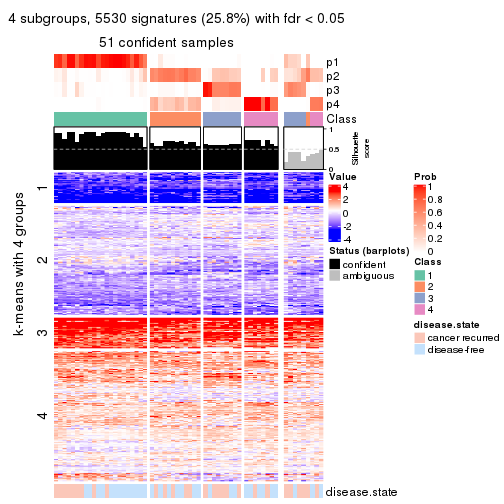 4 subgroups, 5530 signatures (25.8%) with fdr < 0.05
51 confident samples
p1
p2
p3
p4
Class
1
0.5
0
Silhouette
score
k-means with 4 groups
1
2
3
4
disease.state
Value
4
2
0
-2
-4
Status (barplots)
confident
ambiguous
Prob
1
0.8
0.6
0.4
0.2
0
Class
1
2
3
4
disease.state
cancer recurred
disease-free